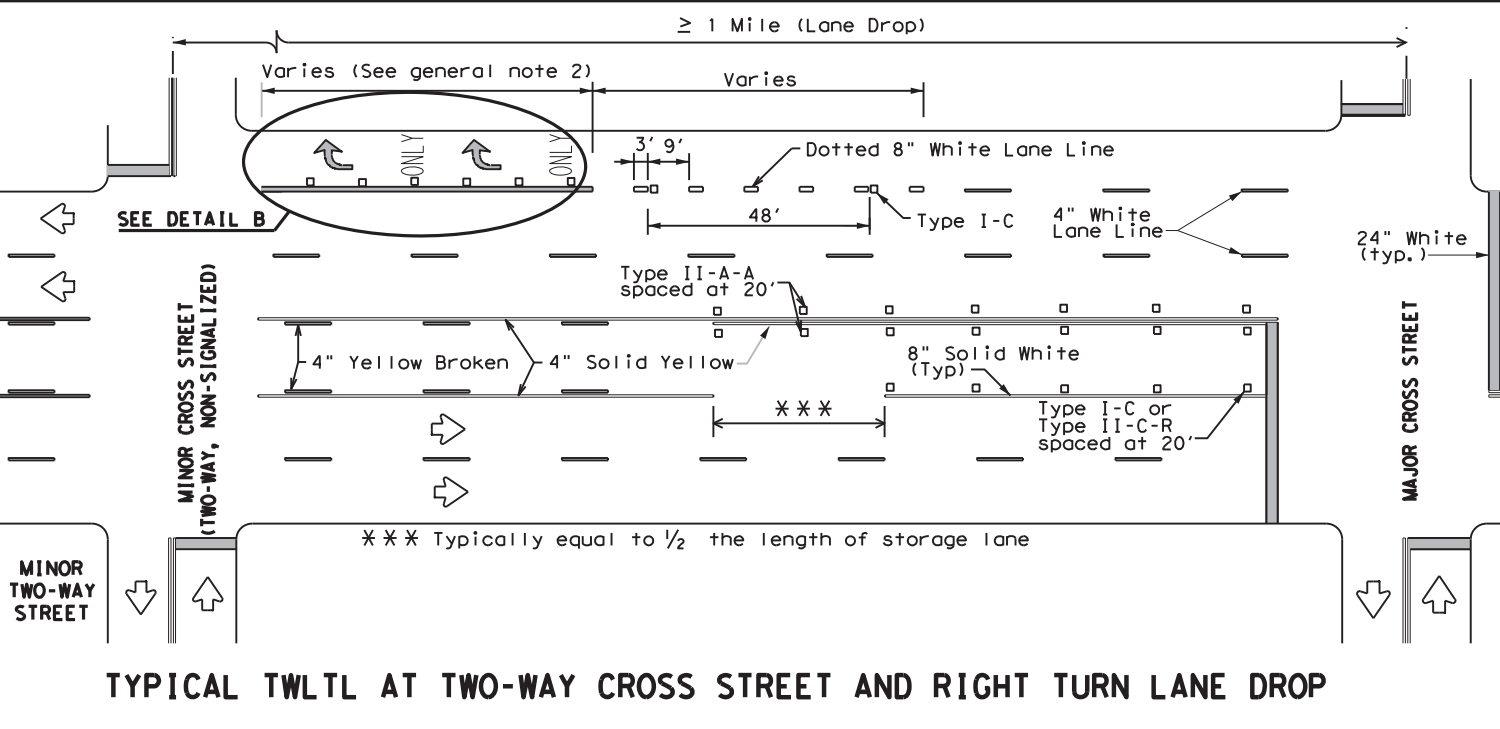 ≥ 1 Mile (Lane Drop)
Varies (See general note 2)
Varies
ONLY
ONLY
3' 9'
Dotted 8" White Lane Line
SEE DETAIL B
48'
Type I-C
4" White
Lane Line
24" White
(typ.)
Type II-A-A
spaced at 20'
MINOR CROSS STREET
(TWO-WAY, NON-SIGNALIZED)
4" Yellow Broken
4" Solid Yellow
8" Solid White
(Typ)
MAJOR CROSS STREET
***
Type I-C or
Type II-C-R
spaced at 20'
*** Typically equal to ½ the length of storage lane
MINOR
TWO-WAY
STREET
TYPICAL TWLTL AT TWO-WAY CROSS STREET AND RIGHT TURN LANE DROP